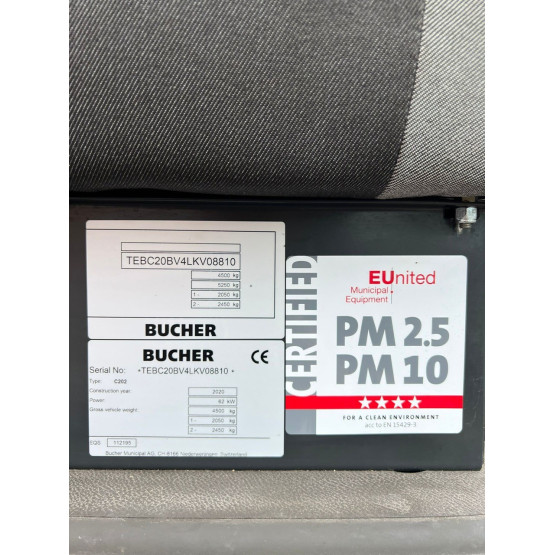 TEBC20BV4LKV08810
4500 kg
5250 kg
1 - 2050 kg
2 - 2450 kg
BUCHER
BUCHER CE
Serial No: *TEBC20BV4LKV08810 *
Type: C202
Construction year: 2020
Power: 62 kW
Gross vehicle weight: 4500 kg
1 - 2050 kg
2 - 2450 kg
EQS 112195
Bucher Municipal AG, CH-8166 Niederweningen, Switzerland
CERTIFIED
EUnited
Municipal
Equipment
PM 2.5
PM 10
★★★★
FOR A CLEAN ENVIRONMENT
acc to EN 15429-3